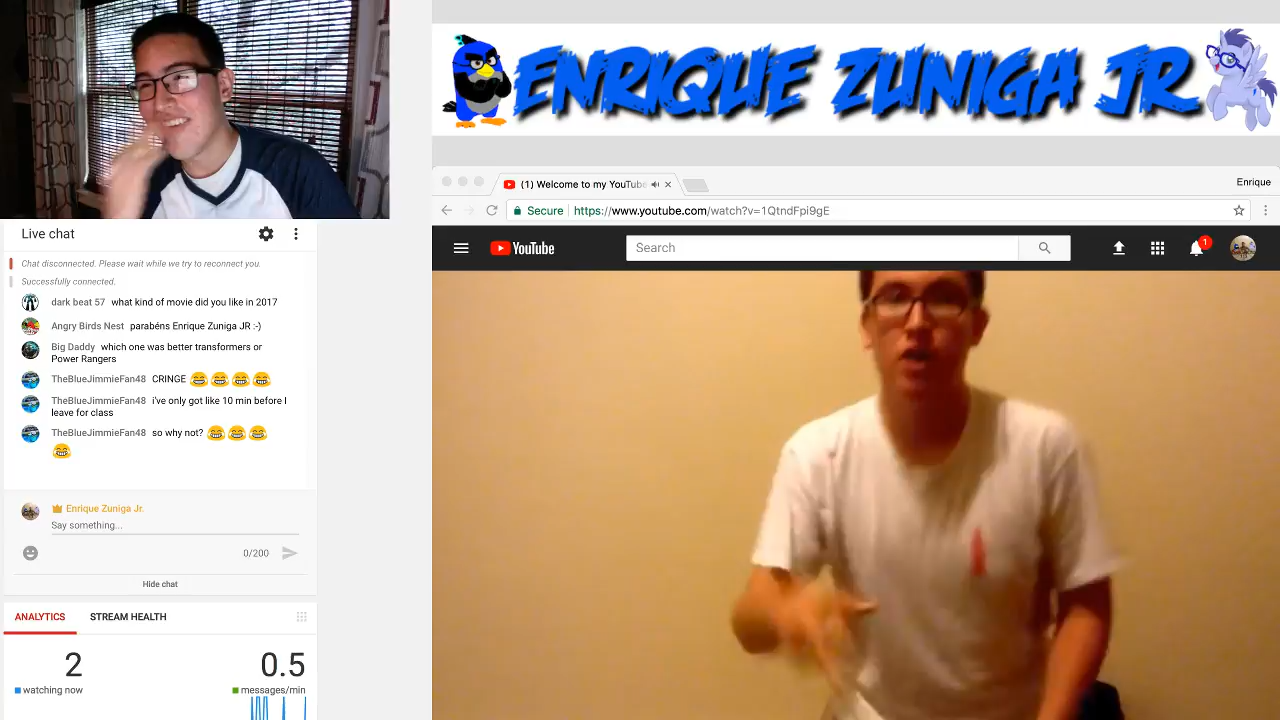 ENRIQUE ZUNIGA JR
(1) Welcome to my YouTube
Enrique
Secure https://www.youtube.com/watch?v=1QtndFpi9gE
YouTube
Search
1
Live chat
Chat disconnected. Please wait while we try to reconnect you.
Successfully connected.
dark beat 57 what kind of movie did you like in 2017
Angry Birds Nest parabéns Enrique Zuniga JR :-)
Big Daddy which one was better transformers or
Power Rangers
TheBlueJimmieFan48 CRINGE 😂 😂 😂 😂
TheBlueJimmieFan48 i've only got like 10 min before I
leave for class
TheBlueJimmieFan48 so why not? 😂 😂 😂
😂
Enrique Zuniga Jr.
Say something...
0/200
Hide chat
ANALYTICS STREAM HEALTH
2 0.5
watching now messages/min